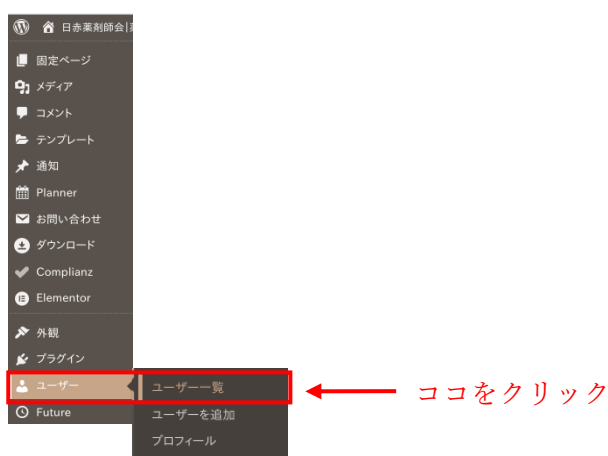 日赤薬剤師会
固定ページ
メディア
コメント
テンプレート
通知
Planner
お問い合わせ
ダウンロード
Complianz
Elementor
外観
プラグイン
ユーザー
ユーザー一覧
ココをクリック
Future
ユーザーを追加
プロフィール